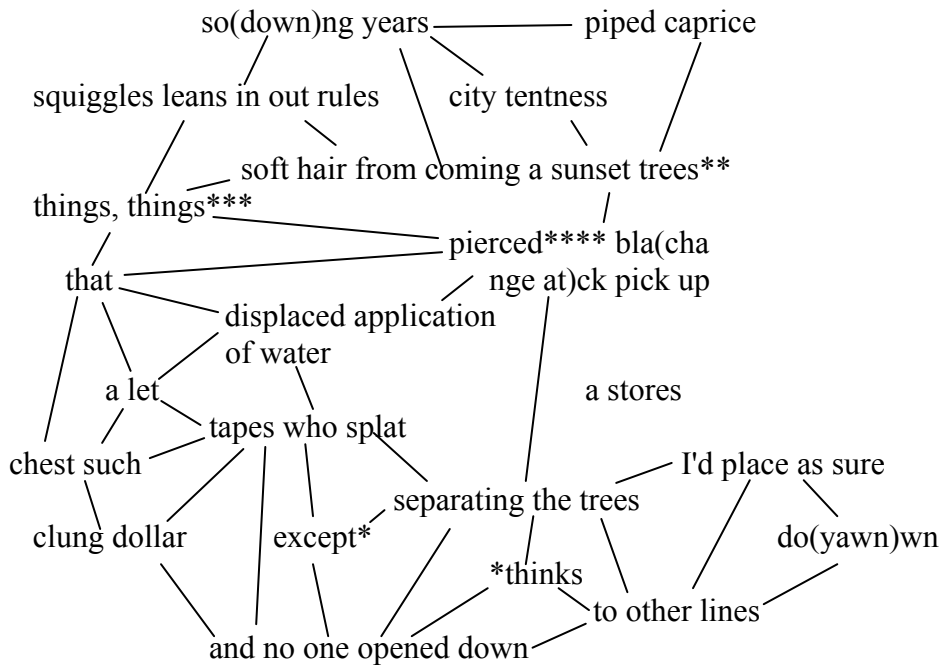 so(down)ng years
piped caprice
squiggles leans in out rules
city tentness
soft hair from coming a sunset trees**
things, things***
pierced**** bla(cha
nge at)ck pick up
that
displaced application
of water
a let
a stores
tapes who splat
chest such
I'd place as sure
separating the trees
clung dollar
except*
do(yawn)wn
*thinks
to other lines
and no one opened down